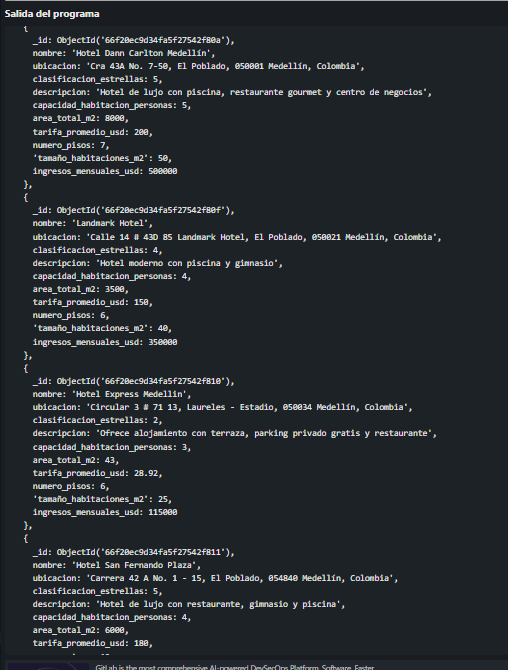 Salida del programa
{
_id: ObjectId('66f20ec9d34fa5f27542f80a'),
nombre: 'Hotel Dann Carlton Medellín',
ubicacion: 'Cra 43A No. 7-50, El Poblado, 050001 Medellín, Colombia',
clasificacion_estrellas: 5,
descripcion: 'Hotel de lujo con piscina, restaurante gourmet y centro de negocios',
capacidad_habitacion_personas: 5,
area_total_m2: 8000,
tarifa_promedio_usd: 200,
numero_pisos: 7,
'tamaño_habitaciones_m2': 50,
ingresos_mensuales_usd: 500000
},
{
_id: ObjectId('66f20ec9d34fa5f27542f80f'),
nombre: 'Landmark Hotel',
ubicacion: 'Calle 14 # 43D 85 Landmark Hotel, El Poblado, 050021 Medellín, Colombia',
clasificacion_estrellas: 4,
descripcion: 'Hotel moderno con piscina y gimnasio',
capacidad_habitacion_personas: 4,
area_total_m2: 3500,
tarifa_promedio_usd: 150,
numero_pisos: 6,
'tamaño_habitaciones_m2': 40,
ingresos_mensuales_usd: 350000
},
{
_id: ObjectId('66f20ec9d34fa5f27542f810'),
nombre: 'Hotel Express Medellín',
ubicacion: 'Circular 3 # 71 13, Laureles - Estadio, 050034 Medellín, Colombia',
clasificacion_estrellas: 2,
descripcion: 'Ofrece alojamiento con terraza, parking privado gratis y restaurante',
capacidad_habitacion_personas: 3,
area_total_m2: 43,
tarifa_promedio_usd: 28.92,
numero_pisos: 6,
'tamaño_habitaciones_m2': 25,
ingresos_mensuales_usd: 115000
},
{
_id: ObjectId('66f20ec9d34fa5f27542f811'),
nombre: 'Hotel San Fernando Plaza',
ubicacion: 'Carrera 42 A No. 1 - 15, El Poblado, 054840 Medellín, Colombia',
clasificacion_estrellas: 5,
descripcion: 'Hotel de lujo con restaurante, gimnasio y piscina',
capacidad_habitacion_personas: 4,
area_total_m2: 6000,
tarifa_promedio_usd: 180,
GitLab is the most comprehensive AI-powered DevSecOps Platform. Software. Faster.